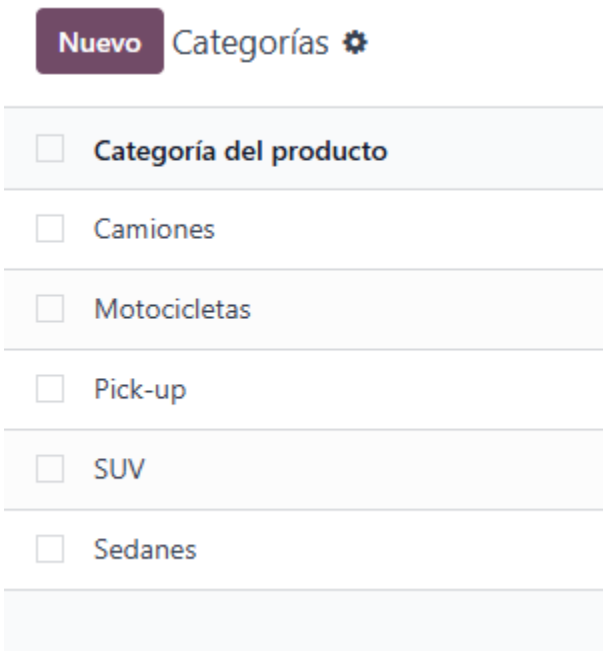 Nuevo Categorías
Categoría del producto
Camiones
Motocicletas
Pick-up
SUV
Sedanes